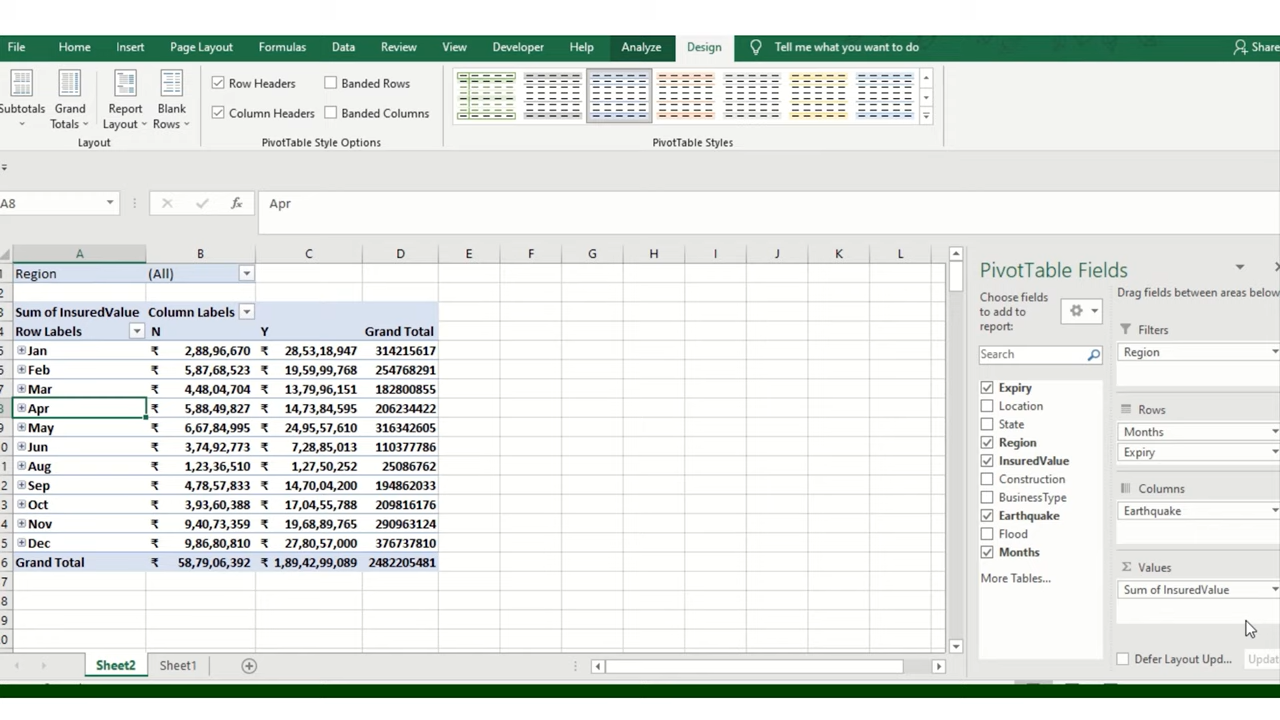 File Home Insert Page Layout Formulas Data Review View Developer Help Analyze Design Tell me what you want to do Share
Subtotals
Grand Totals
Report Layout
Blank Rows
Layout
Row Headers Banded Rows
Column Headers Banded Columns
PivotTable Style Options
PivotTable Styles
A8 fx Apr
A B C D E F G H I J K L
Region (All)
Sum of InsuredValue Column Labels
Row Labels N Y Grand Total
Jan ₹ 2,88,96,670 ₹ 28,53,18,947 314215617
Feb ₹ 5,87,68,523 ₹ 19,59,99,768 254768291
Mar ₹ 4,48,04,704 ₹ 13,79,96,151 182800855
Apr ₹ 5,88,49,827 ₹ 14,73,84,595 206234422
May ₹ 6,67,84,995 ₹ 24,95,57,610 316342605
Jun ₹ 3,74,92,773 ₹ 7,28,85,013 110377786
Aug ₹ 1,23,36,510 ₹ 1,27,50,252 25086762
Sep ₹ 4,78,57,833 ₹ 14,70,04,200 194862033
Oct ₹ 3,93,60,388 ₹ 17,04,55,788 209816176
Nov ₹ 9,40,73,359 ₹ 19,68,89,765 290963124
Dec ₹ 9,86,80,810 ₹ 27,80,57,000 376737810
Grand Total ₹ 58,79,06,392 ₹ 1,89,42,99,089 2482205481
Sheet2 Sheet1
PivotTable Fields
Choose fields
to add to
report:
Search
Expiry
Location
State
Region
InsuredValue
Construction
BusinessType
Earthquake
Flood
Months
More Tables...
Drag fields between areas below
Filters
Region
Rows
Months
Expiry
Columns
Earthquake
Σ Values
Sum of InsuredValue
Defer Layout Upd...